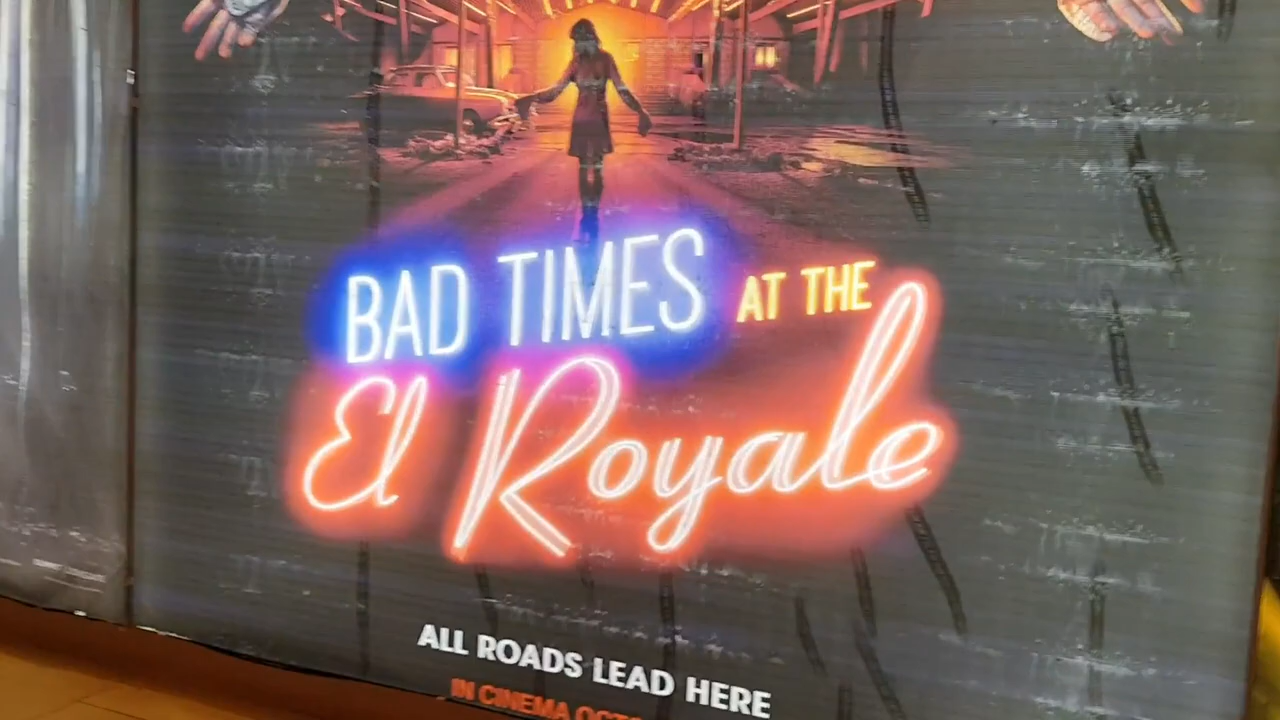 BAD TIMES AT THE
El Royale
ALL ROADS LEAD HERE
IN CINEMA